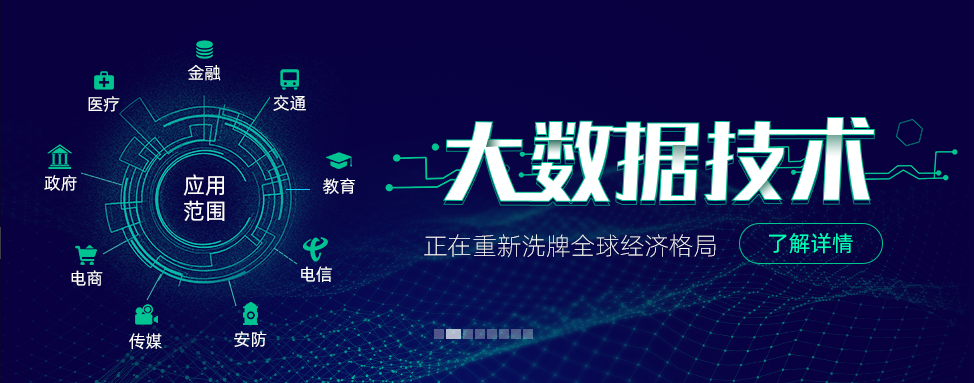 金融
医疗
交通
政府
教育
应用
范围
电商
电信
传媒
安防
大数据技术
正在重新洗牌全球经济格局
了解详情